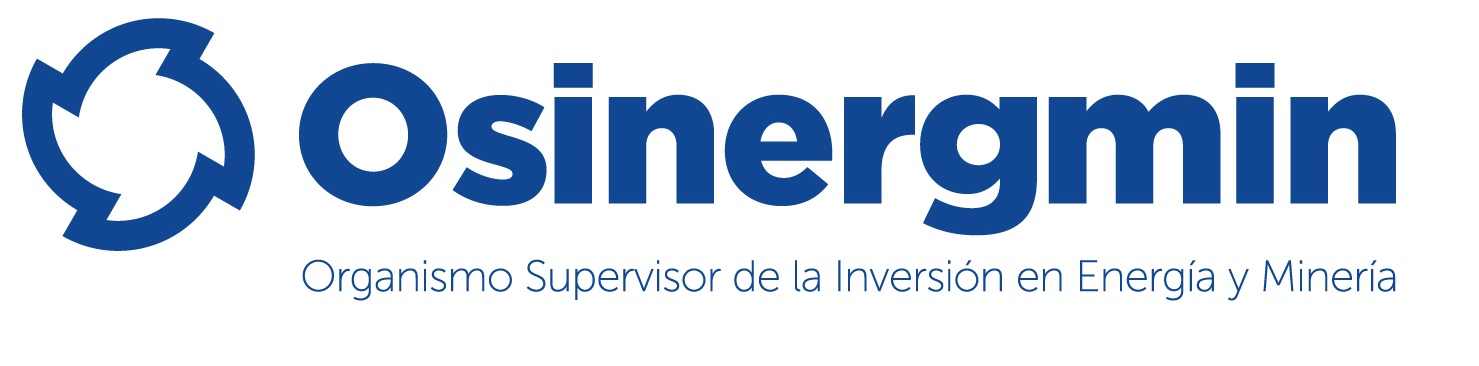 Osinergmin
Organismo Supervisor de la Inversión en Energía y Minería